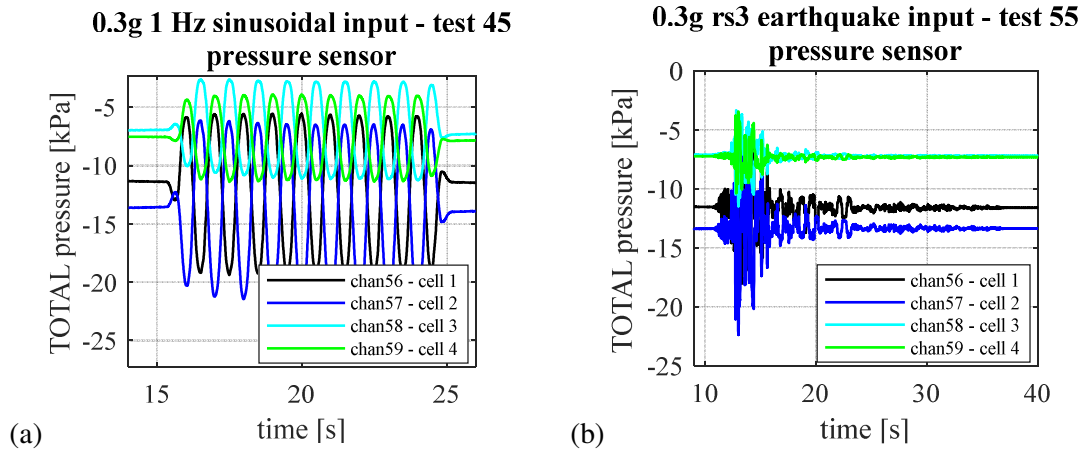 0.3g 1 Hz sinusoidal input - test 45
pressure sensor
TOTAL pressure [kPa]
-5
-10
-15
-20
-25
chan56 - cell 1
chan57 - cell 2
chan58 - cell 3
chan59 - cell 4
15
20
25
time [s]
(a)
0.3g rs3 earthquake input - test 55
pressure sensor
TOTAL pressure [kPa]
0
-5
-10
-15
-20
-25
chan56 - cell 1
chan57 - cell 2
chan58 - cell 3
chan59 - cell 4
10
20
30
40
time [s]
(b)